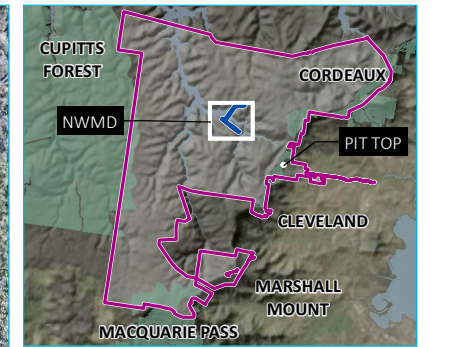 CUPITTS
FOREST
CORDEAUX
NWMD
PIT TOP
CLEVELAND
MARSHALL
MOUNT
MACQUARIE PASS